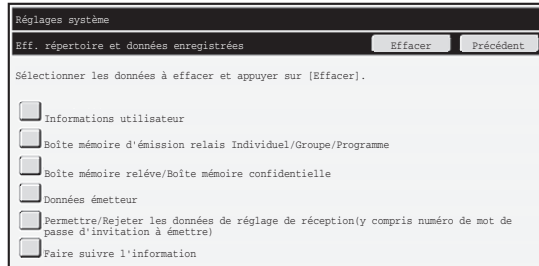 Réglages système
Eff. répertoire et données enregistrées
Effacer
Précédent
Sélectionner les données à effacer et appuyer sur [Effacer].
Informations utilisateur
Boîte mémoire d'émission relais Individuel/Groupe/Programme
Boîte mémoire reléve/Boîte mémoire confidentielle
Données émetteur
Permettre/Rejeter les données de réglage de réception(y compris numéro de mot de
passe d'invitation à émettre)
Faire suivre l'information